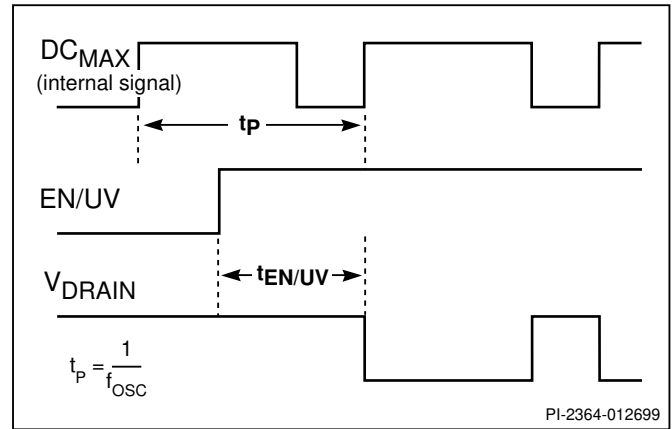 DCMAX
(internal signal)
tP
EN/UV
tEN/UV
VDRAIN
tP = 1/fOSC
PI-2364-012699